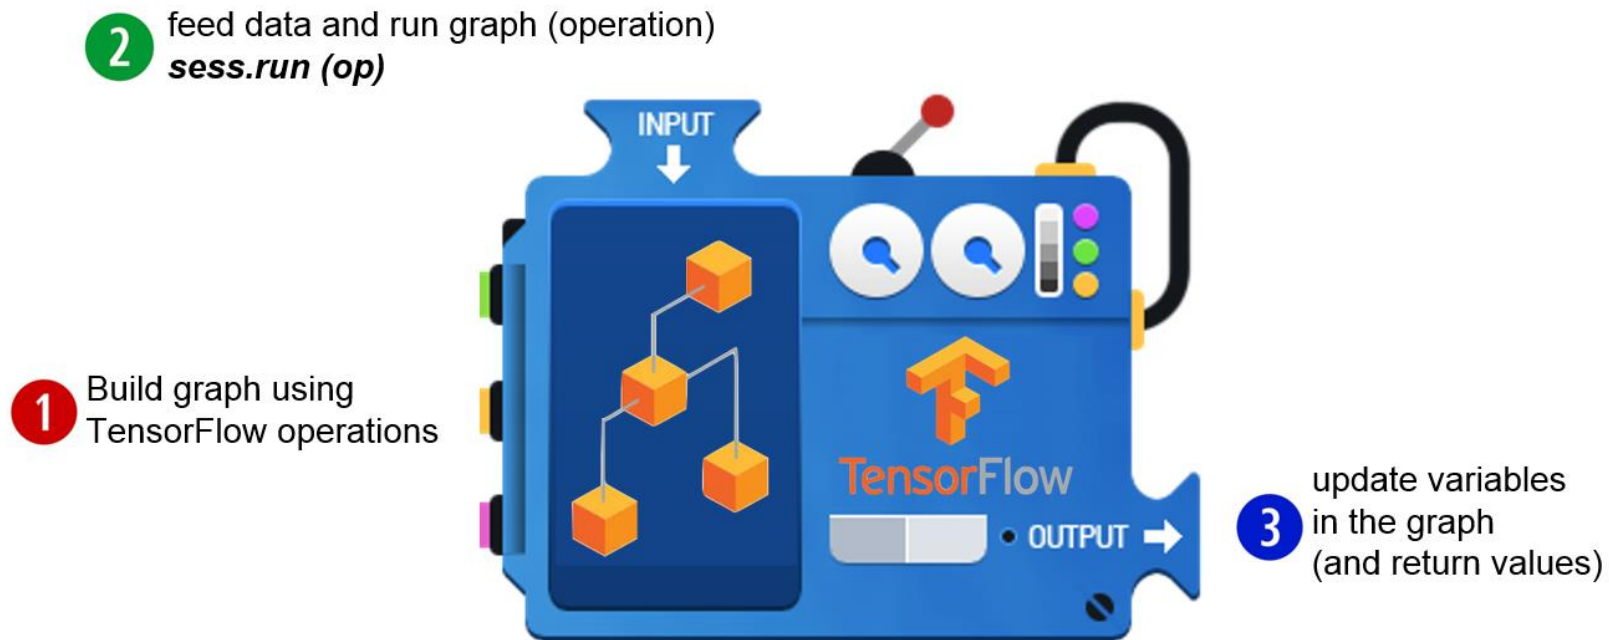 2
feed data and run graph (operation)
sess.run (op)
INPUT
1
Build graph using
TensorFlow operations
TensorFlow
OUTPUT
3
update variables
in the graph
(and return values)